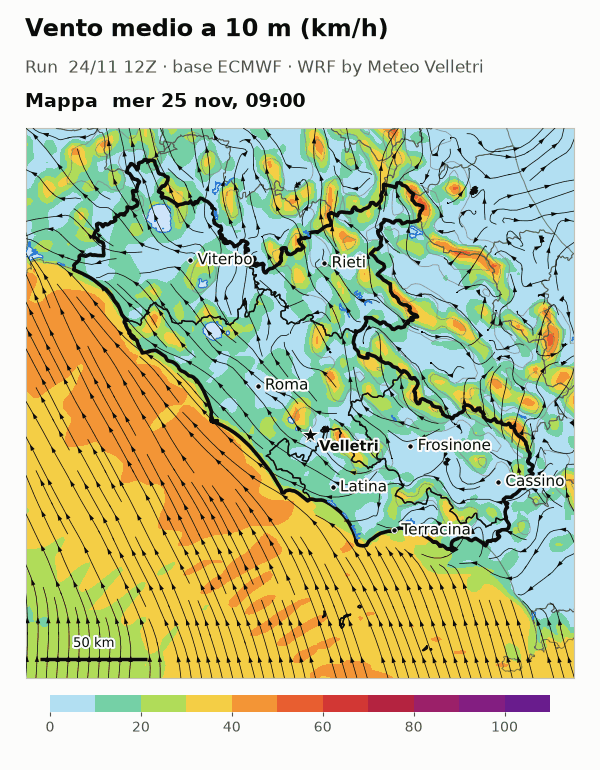 Vento medio a 10 m (km/h)
Run 24/11 12Z · base ECMWF · WRF by Meteo Velletri
Mappa mer 25 nov, 09:00
Viterbo
Rieti
Roma
Velletri
Frosinone
Latina
Cassino
Terracina
50 km
0 20 40 60 80 100